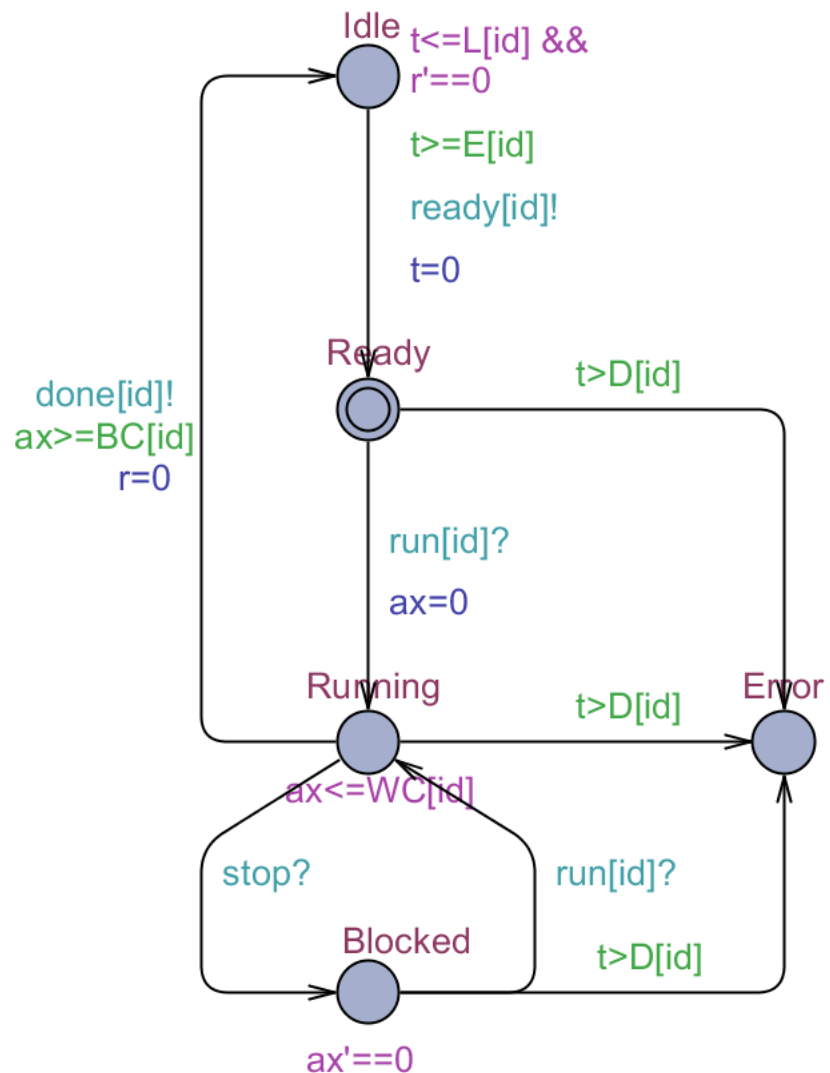 Idle
t<=L[id] &&
r'==0
t>=E[id]
ready[id]!
t=0
Ready
t>D[id]
done[id]!
ax>=BC[id]
r=0
run[id]?
ax=0
Running
t>D[id]
Error
ax<=WC[id]
stop?
run[id]?
Blocked
t>D[id]
ax'==0